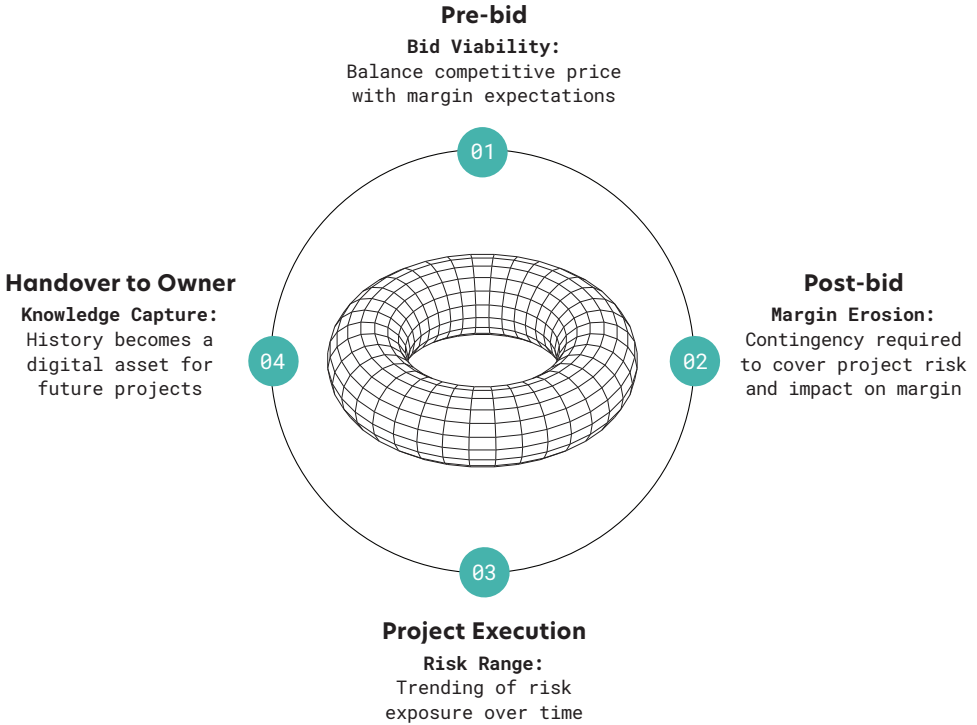 Pre-bid
Bid Viability:
Balance competitive price
with margin expectations
01
Handover to Owner
Knowledge Capture:
History becomes a
digital asset for
future projects
04
Post-bid
Margin Erosion:
Contingency required
to cover project risk
and impact on margin
02
03
Project Execution
Risk Range:
Trending of risk
exposure over time